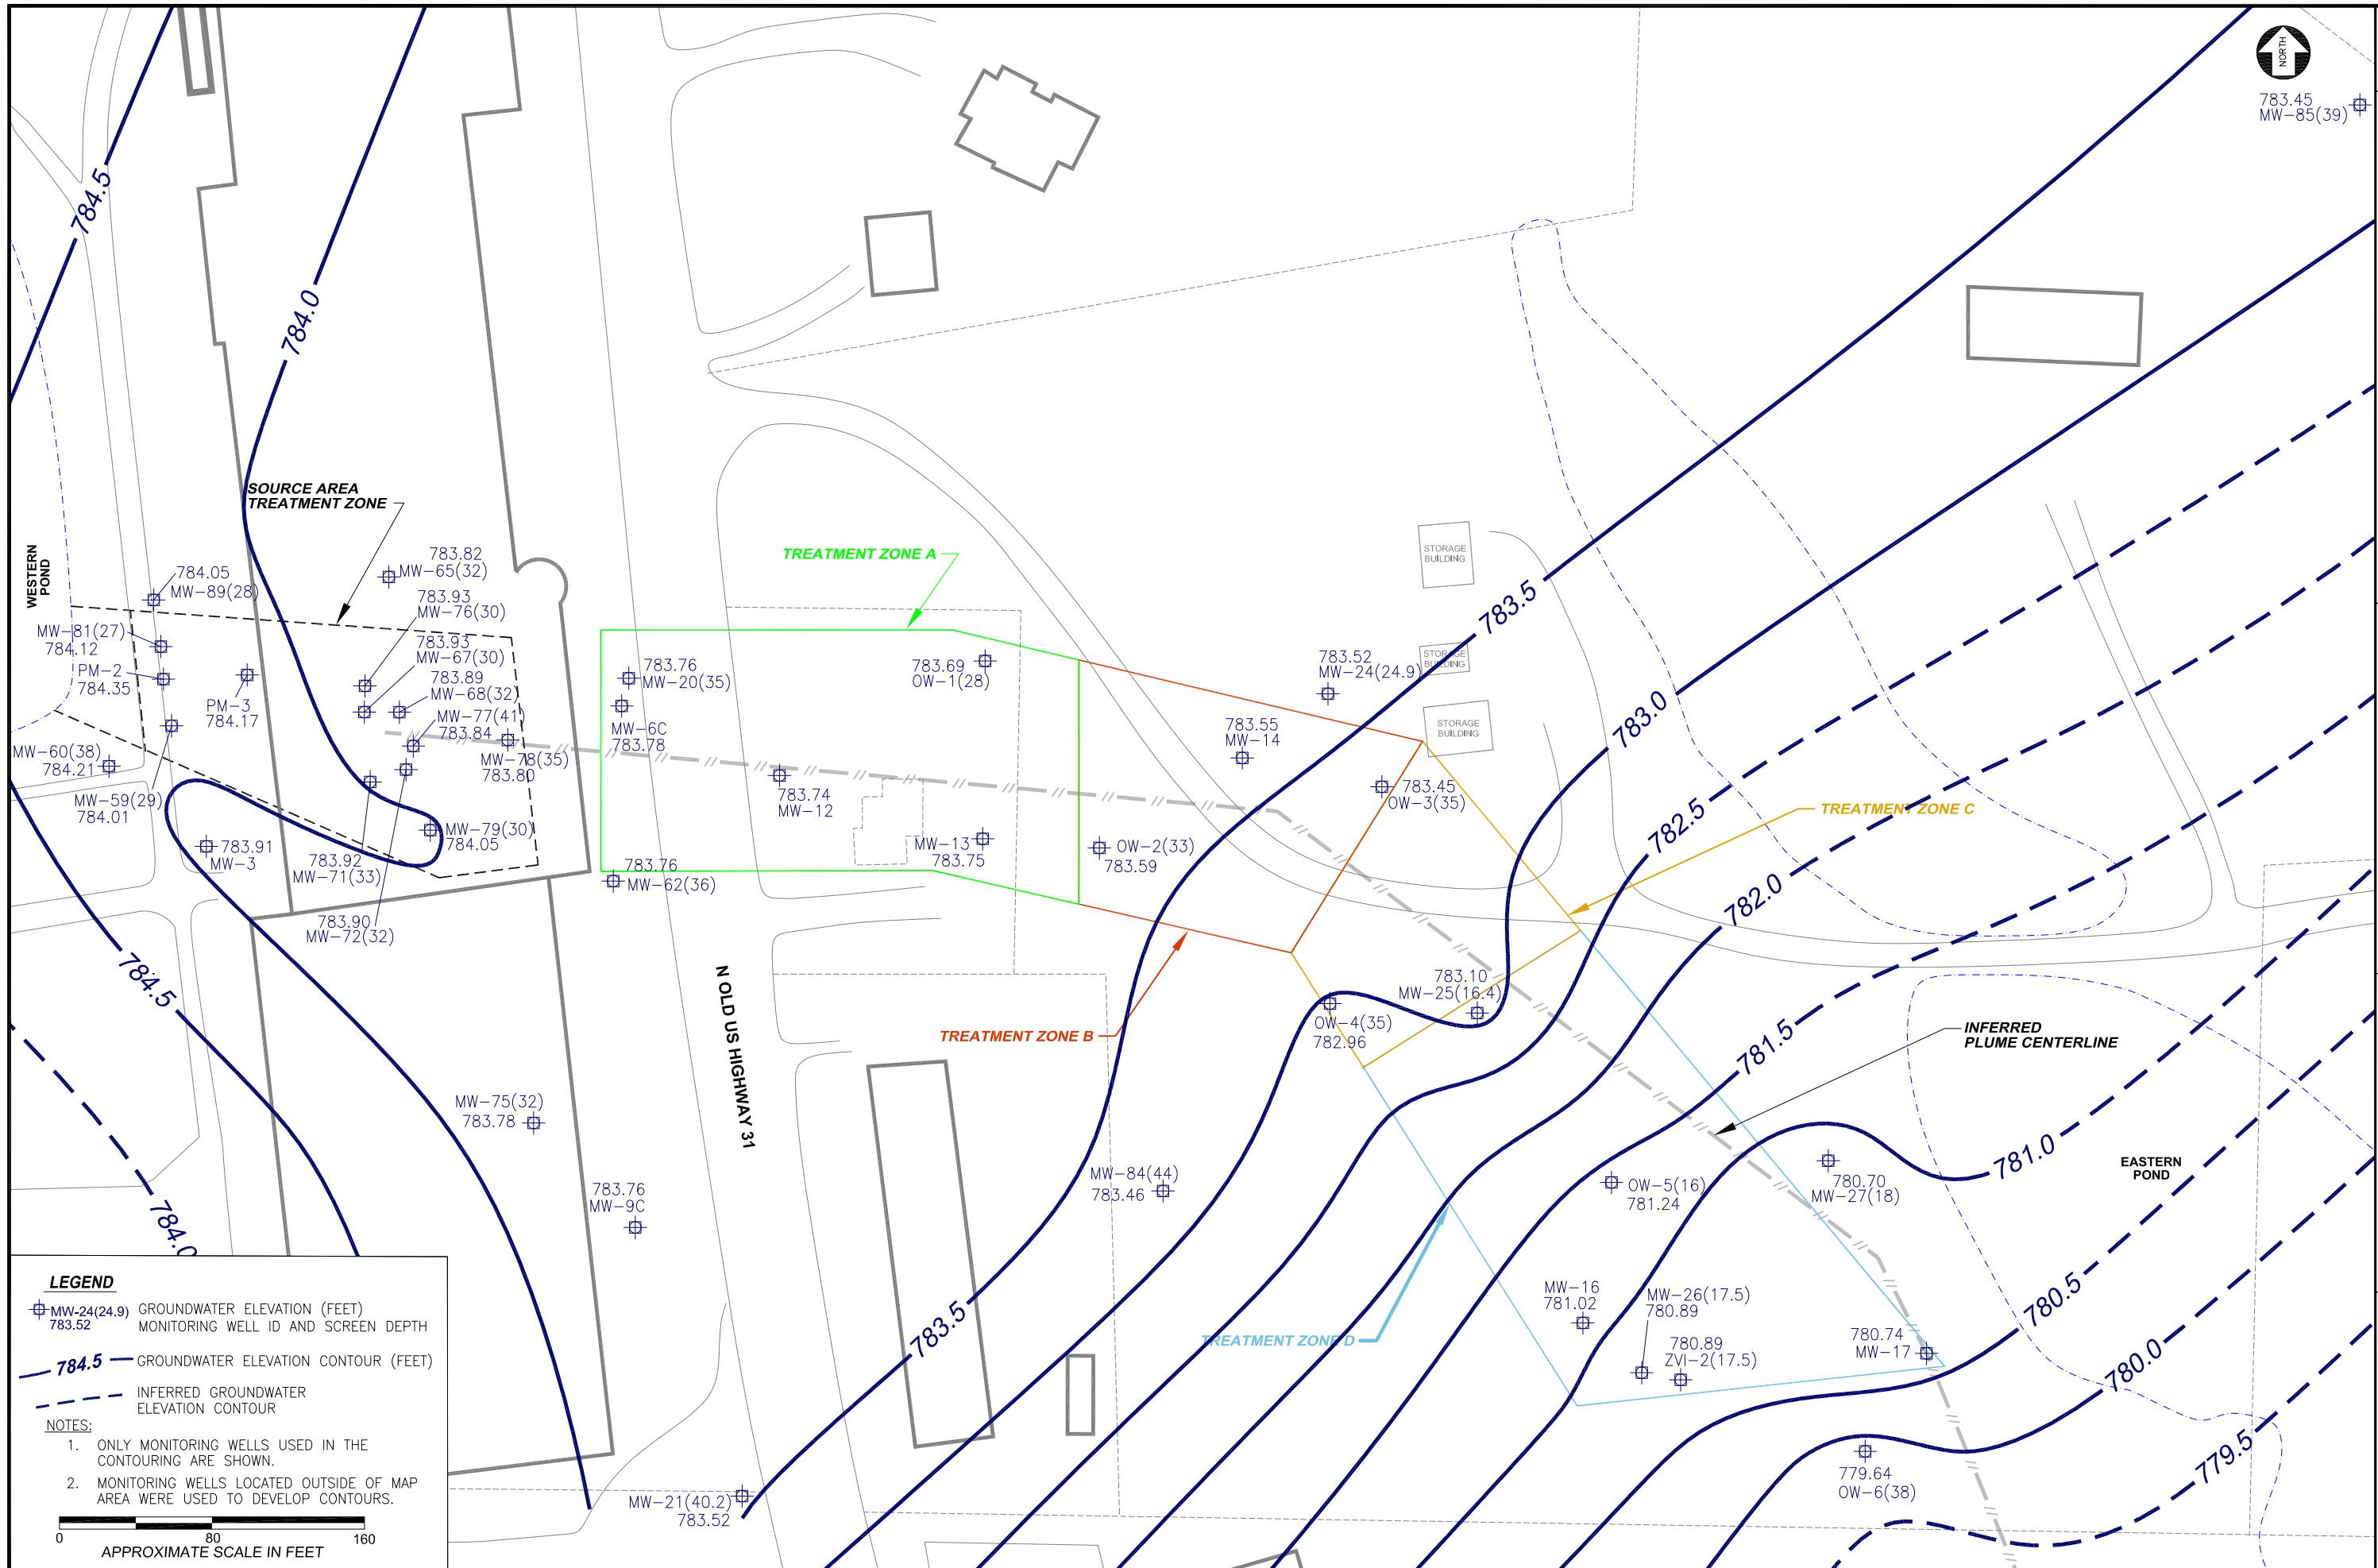 NORTH
783.45
MW-85(39)
784.5
784.0
SOURCE AREA
TREATMENT ZONE
WESTERN
POND
784.05
MW-89(28)
783.82
MW-65(32)
783.93
MW-76(30)
MW-81(27)
784.12
783.93
MW-67(30)
PM-2
784.35
783.89
MW-68(32)
PM-3
784.17
MW-77(41)
783.84
MW-60(38)
784.21
MW-78(35)
783.80
MW-59(29)
784.01
MW-79(30)
784.05
783.91
MW-3
783.92
MW-71(33)
783.90
MW-72(32)
784.5
784.0
TREATMENT ZONE A
783.76
MW-20(35)
783.69
OW-1(28)
MW-6C
783.78
783.74
MW-12
MW-13
783.75
783.76
MW-62(36)
OW-2(33)
783.59
783.52
MW-24(24.9)
783.55
MW-14
783.45
OW-3(35)
STORAGE
BUILDING
STORAGE
BUILDING
STORAGE
BUILDING
783.5
783.0
782.5
782.0
781.5
781.0
780.5
780.0
779.5
TREATMENT ZONE C
TREATMENT ZONE B
783.10
MW-25(16.4)
OW-4(35)
782.96
INFERRED
PLUME CENTERLINE
N OLD US HIGHWAY 31
MW-75(32)
783.78
783.76
MW-9C
MW-84(44)
783.46
OW-5(16)
781.24
780.70
MW-27(18)
EASTERN
POND
MW-16
781.02
MW-26(17.5)
780.89
780.89
ZVI-2(17.5)
780.74
MW-17
TREATMENT ZONE D
783.5
779.64
OW-6(38)
MW-21(40.2)
783.52
LEGEND
MW-24(24.9)
783.52
GROUNDWATER ELEVATION (FEET)
MONITORING WELL ID AND SCREEN DEPTH
784.5
GROUNDWATER ELEVATION CONTOUR (FEET)
INFERRED GROUNDWATER
ELEVATION CONTOUR
NOTES:
1. ONLY MONITORING WELLS USED IN THE
CONTOURING ARE SHOWN.
2. MONITORING WELLS LOCATED OUTSIDE OF MAP
AREA WERE USED TO DEVELOP CONTOURS.
0 80 160
APPROXIMATE SCALE IN FEET